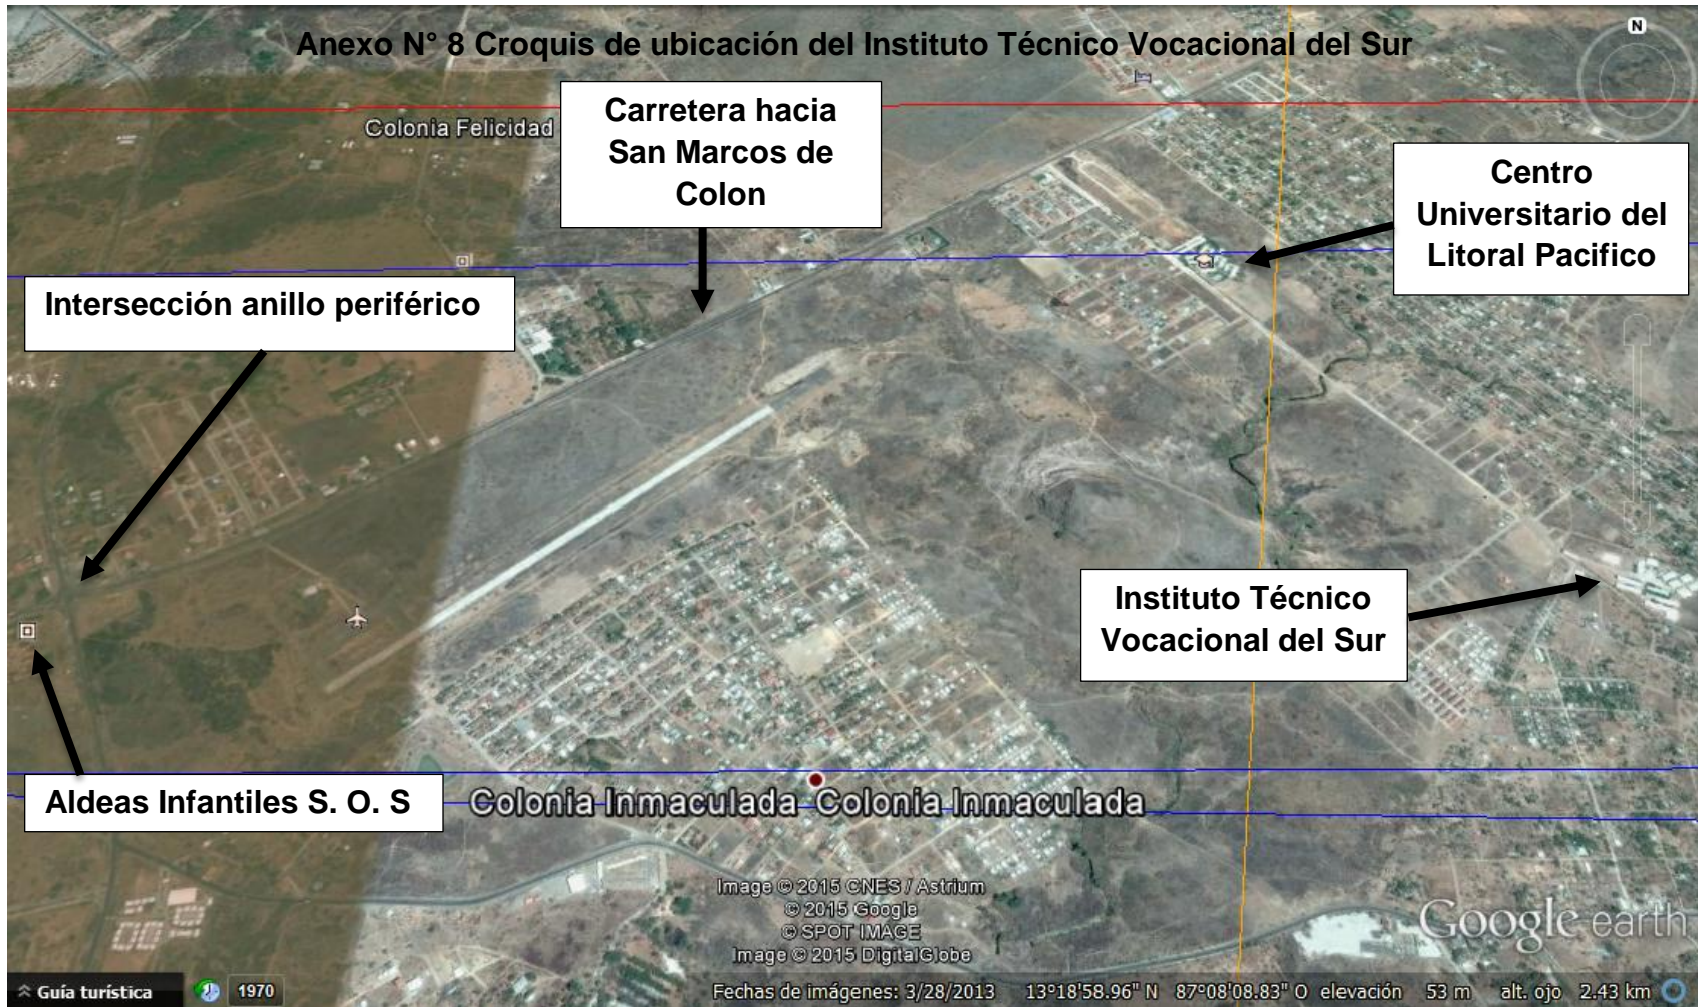 Anexo N° 8 Croquis de ubicación del Instituto Técnico Vocacional del Sur
N
Colonia Felicidad
Carretera hacia
San Marcos de
Colon
Centro
Universitario del
Litoral Pacifico
Intersección anillo periférico
Instituto Técnico
Vocacional del Sur
Aldeas Infantiles S. O. S
Colonia Inmaculada Colonia Inmaculada
Image © 2015 CNES / Astrium
© 2015 Google
© SPOT IMAGE
Image © 2015 DigitalGlobe
Google earth
Guía turística 1970 Fechas de imágenes: 3/28/2013 13°18'58.96" N 87°08'08.83" O elevación 53 m alt. ojo 2.43 km